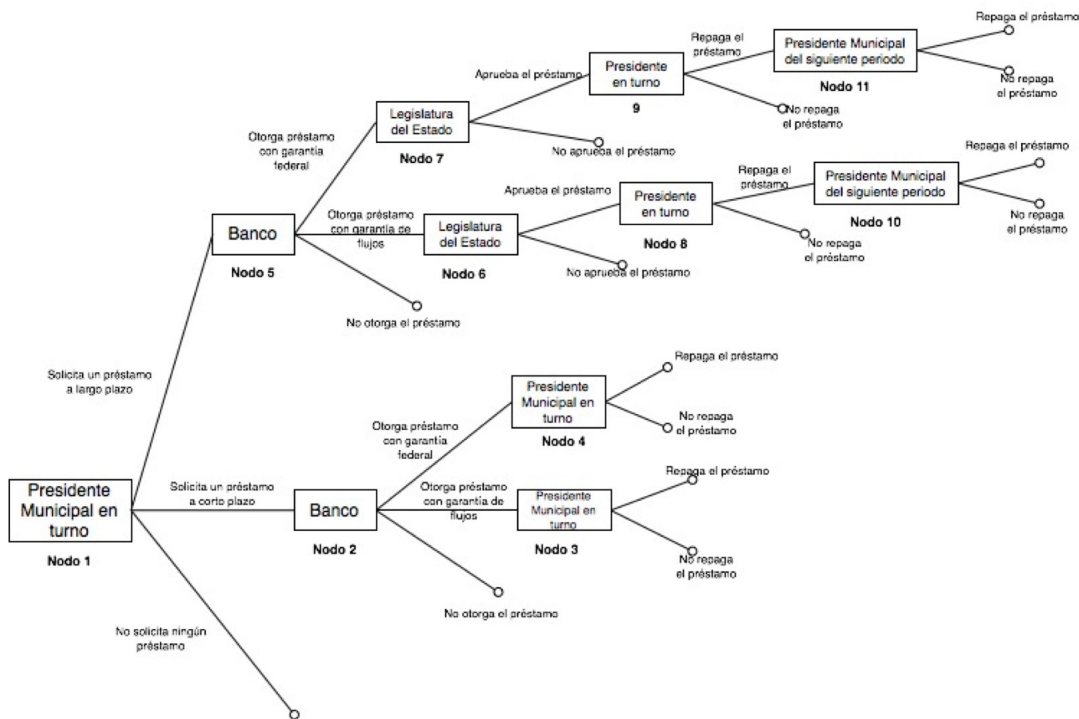 Repaga el préstamo
Repaga el
préstamo
Presidente Municipal
del siguiente periodo
Nodo 11
No repaga
el préstamo
Presidente
en turno
9
Aprueba el préstamo
No repaga
el préstamo
Legislatura
del Estado
Nodo 7
No aprueba el préstamo
Otorga préstamo
con garantía
federal
Repaga el préstamo
Repaga el
préstamo
Presidente Municipal
del siguiente periodo
Nodo 10
No repaga
el préstamo
Aprueba el préstamo
Presidente
en turno
Nodo 8
No repaga
el préstamo
Otorga préstamo
con garantía de
flujos
Legislatura
del Estado
Nodo 6
No aprueba el préstamo
Banco
Nodo 5
No otorga el préstamo
Solicita un préstamo
a largo plazo
Repaga el préstamo
Presidente
Municipal en
turno
Nodo 4
No repaga
el préstamo
Otorga préstamo
con garantía
federal
Repaga el préstamo
Otorga préstamo
con garantía de
flujos
Presidente
Municipal en
turno
Nodo 3
No repaga
el préstamo
Solicita un préstamo
a corto plazo
Banco
Nodo 2
No otorga el préstamo
Presidente
Municipal en
turno
Nodo 1
No solicita ningún
préstamo